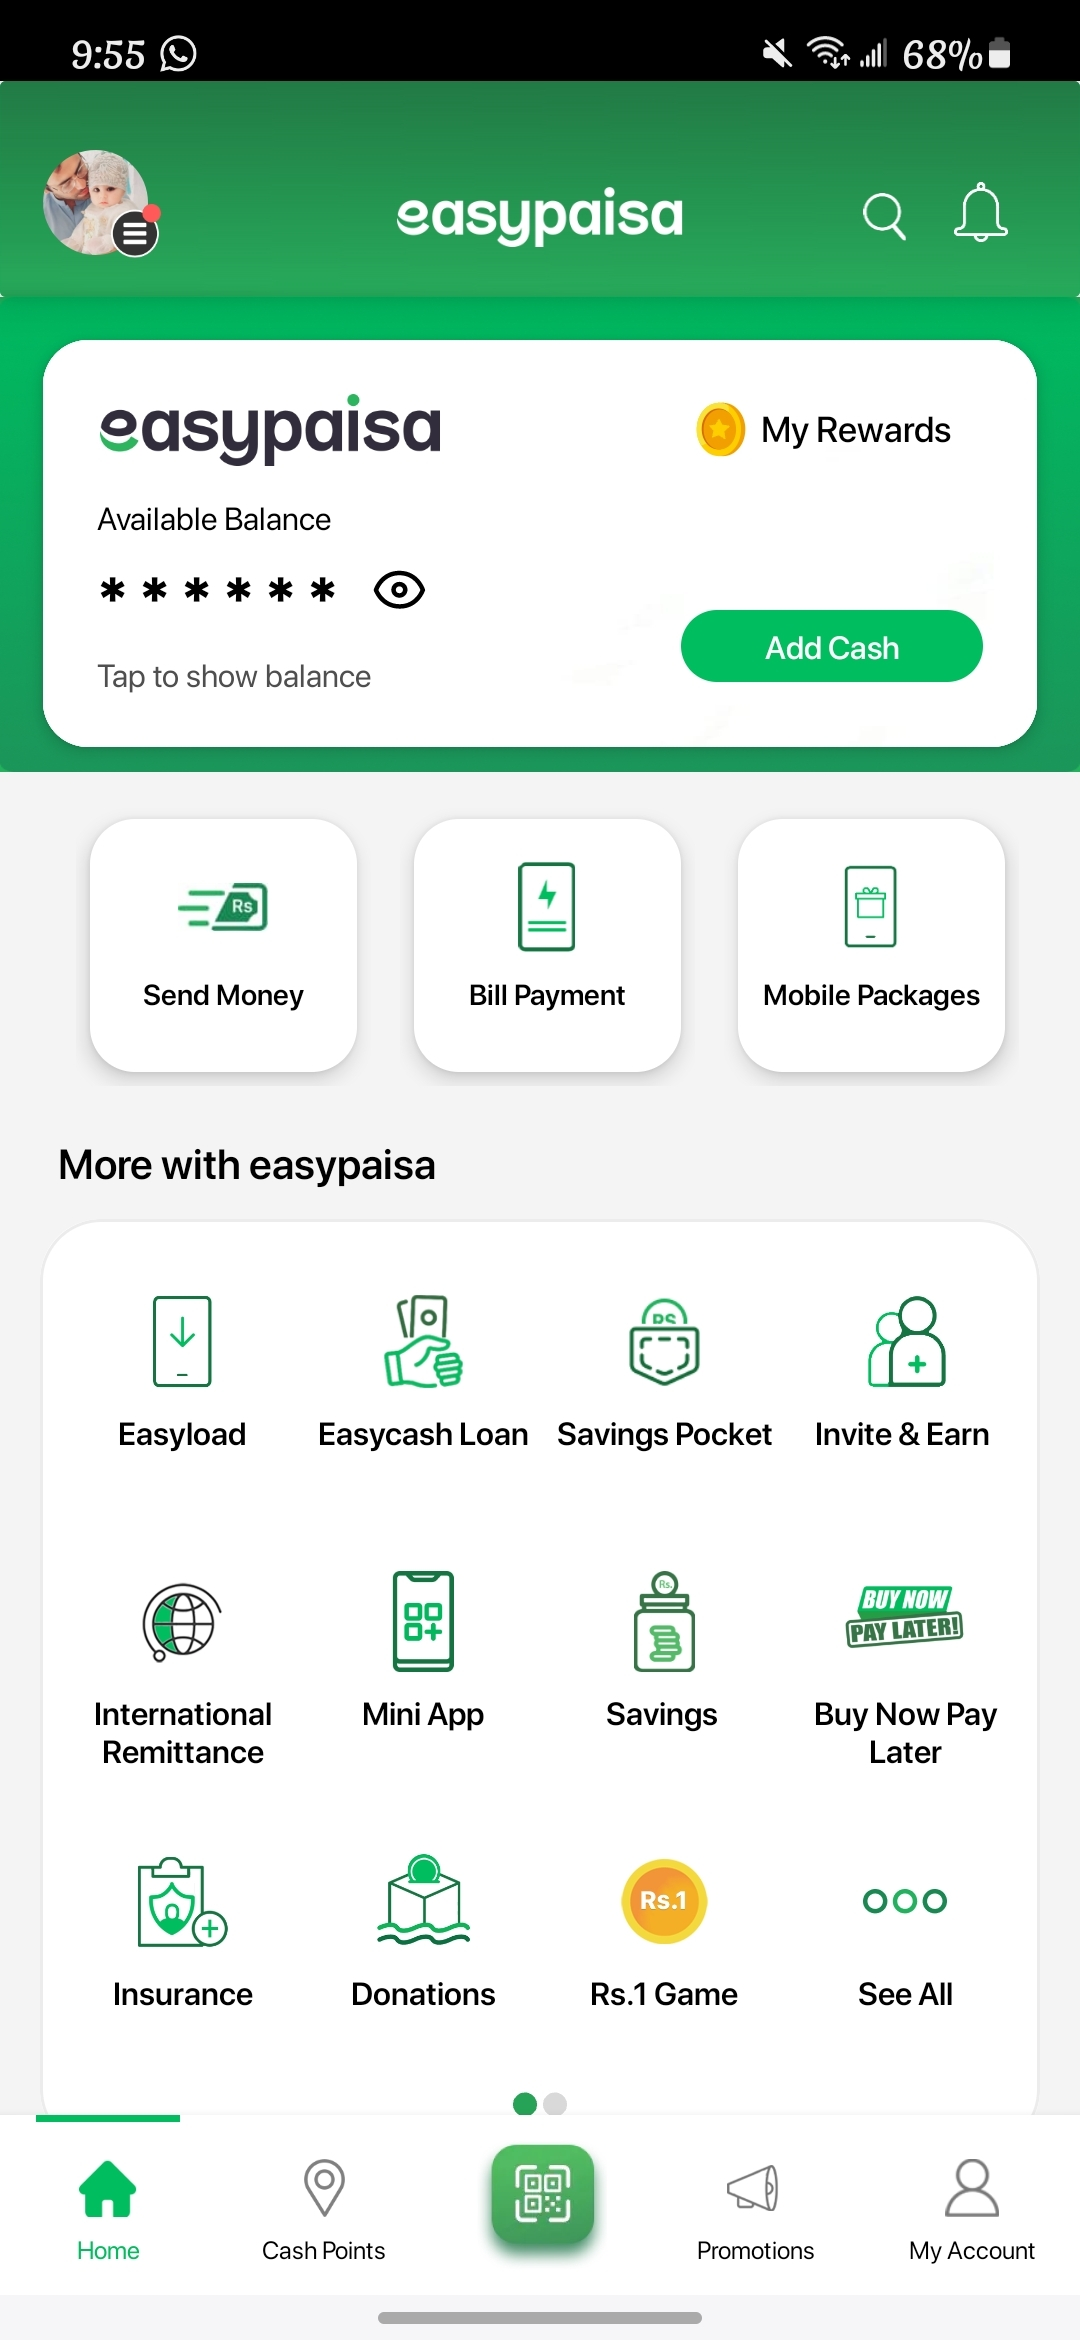 9:55
68%
easypaisa
easypaisa
My Rewards
Available Balance
******
Tap to show balance
Add Cash
Rs
Send Money
Bill Payment
Mobile Packages
More with easypaisa
RS
Easyload
Easycash Loan
Savings Pocket
Invite & Earn
Rs.
BUY NOW
PAY LATER!
International
Remittance
Mini App
Savings
Buy Now Pay
Later
Rs.1
Insurance
Donations
Rs.1 Game
See All
Home
Cash Points
Promotions
My Account